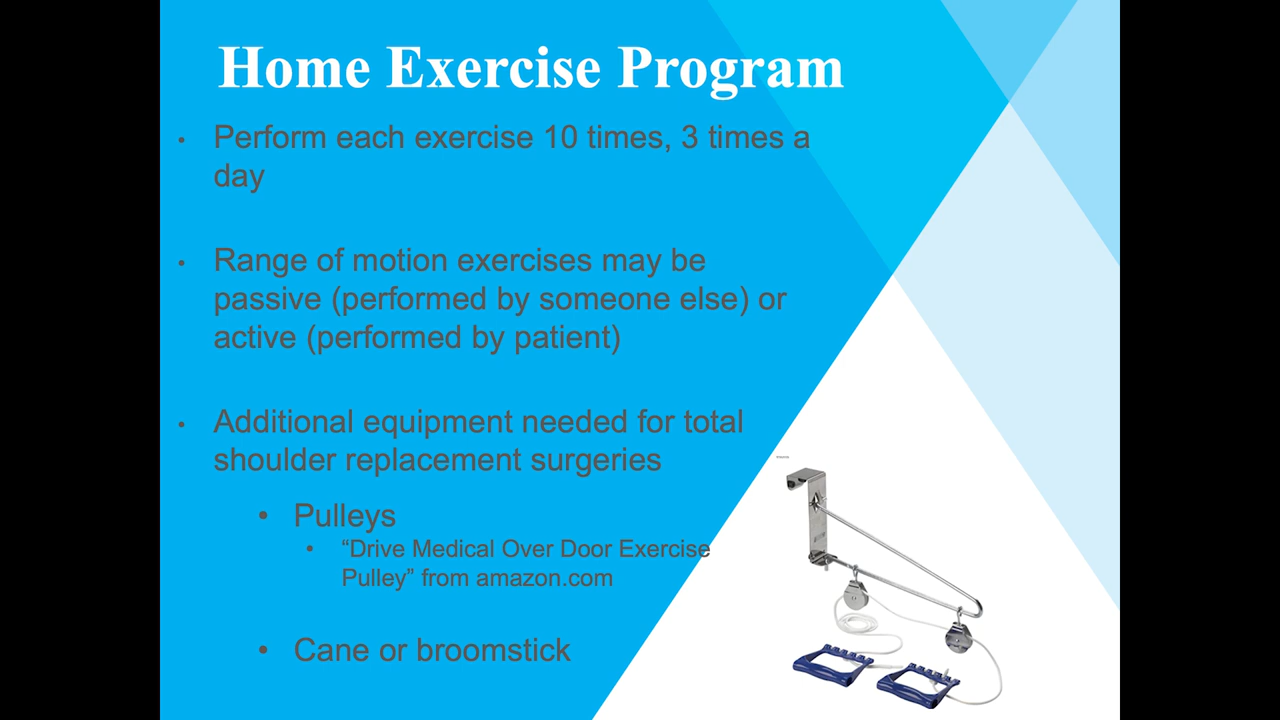 Home Exercise Program
• Perform each exercise 10 times, 3 times a
day
• Range of motion exercises may be
passive (performed by someone else) or
active (performed by patient)
• Additional equipment needed for total
shoulder replacement surgeries
• Pulleys
• “Drive Medical Over Door Exercise
Pulley” from amazon.com
• Cane or broomstick